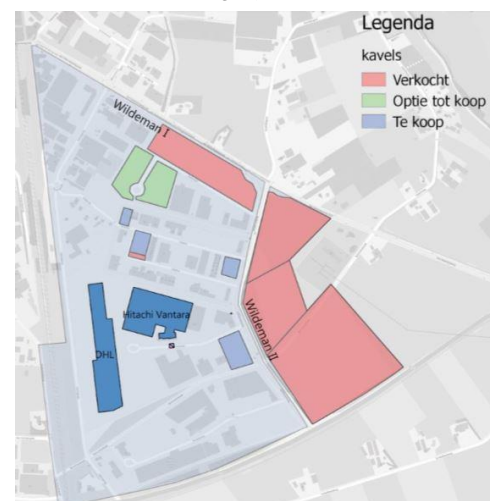 Legenda
kavels
Verkocht
Optie tot koop
Te koop
Wildeman I
Hitachi Vantara
DHL
Wildeman II